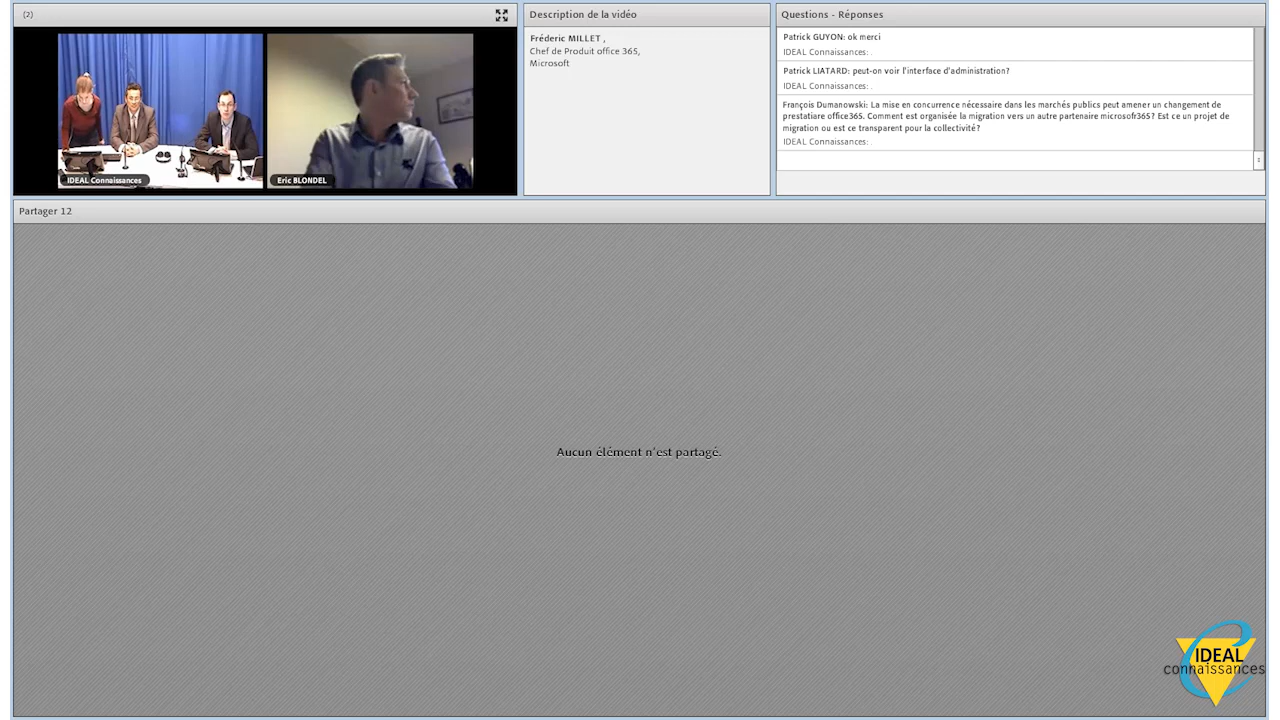 (2)
IDEAL Connaissances
Eric BLONDEL
Description de la vidéo
Fréderic MILLET ,
Chef de Produit office 365,
Microsoft
Questions - Réponses
Patrick GUYON: ok merci
IDEAL Connaissances: .
Patrick LIATARD: peut-on voir l'interface d'administration?
IDEAL Connaissances: .
François Dumanowski: La mise en concurrence nécessaire dans les marchés publics peut amener un changement de
prestatiare office365. Comment est organisée la migration vers un autre partenaire microsofr365? Est ce un projet de
migration ou est ce transparent pour la collectivité?
IDEAL Connaissances: .
Partager 12
Aucun élément n'est partagé.
IDEAL
connaissances